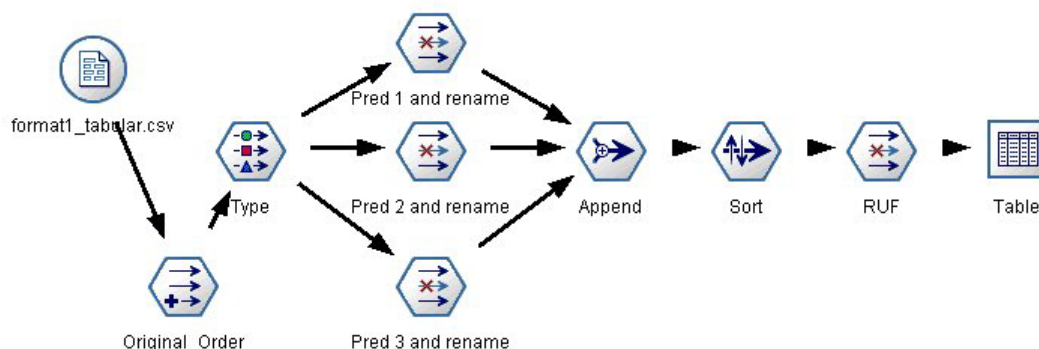 format1_tabular.csv
Original_Order
Type
Pred 1 and rename
Pred 2 and rename
Pred 3 and rename
Append
Sort
RUF
Table